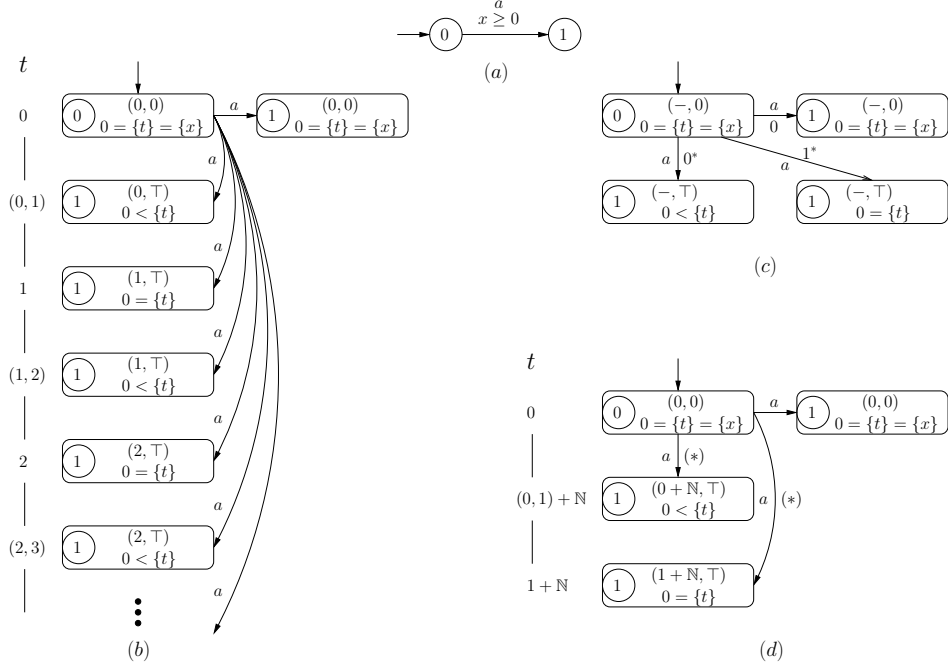 a
x ≥ 0
0
1
(a)
t
0
0
(0, 0)
0 = {t} = {x}
a
1
(0, 0)
0 = {t} = {x}
a
(0, 1)
1
(0, ⊤)
0 < {t}
a
1
1
(1, ⊤)
0 = {t}
a
(1, 2)
1
(1, ⊤)
0 < {t}
a
2
1
(2, ⊤)
0 = {t}
a
(2, 3)
1
(2, ⊤)
0 < {t}
a
(b)
0
(−, 0)
0 = {t} = {x}
a
0
1
(−, 0)
0 = {t} = {x}
a 0*
a 1*
1
(−, ⊤)
0 < {t}
1
(−, ⊤)
0 = {t}
(c)
t
0
0
(0, 0)
0 = {t} = {x}
a
1
(0, 0)
0 = {t} = {x}
a (*)
a (*)
(0, 1) + ℕ
1
(0 + ℕ, ⊤)
0 < {t}
1 + ℕ
1
(1 + ℕ, ⊤)
0 = {t}
(d)